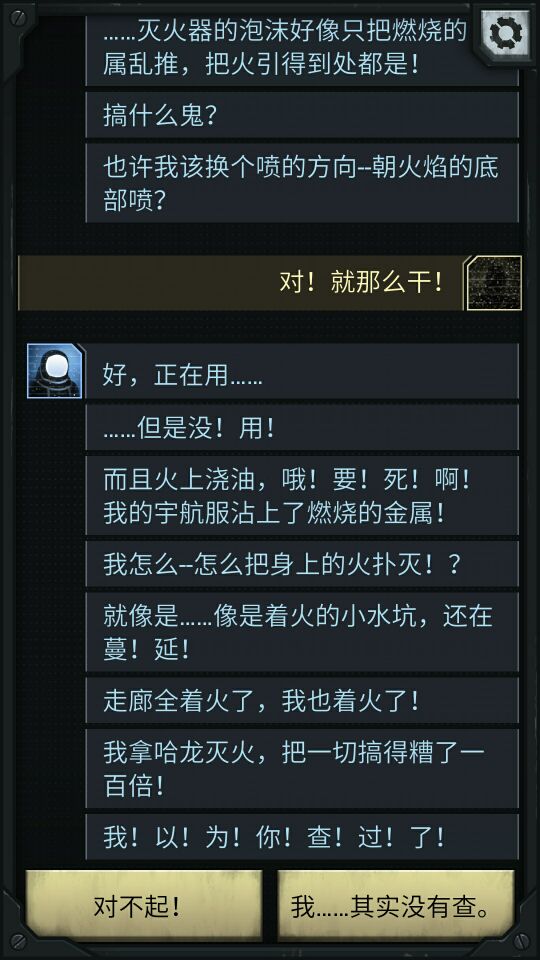 ……灭火器的泡沫好像只把燃烧的
属乱推，把火引得到处都是！
搞什么鬼？
也许我该换个喷的方向--朝火焰的底
部喷？
对！就那么干！
好，正在用……
……但是没！用！
而且火上浇油，哦！要！死！啊！
我的宇航服沾上了燃烧的金属！
我怎么--怎么把身上的火扑灭！？
就像是……像是着火的小水坑，还在
蔓！延！
走廊全着火了，我也着火了！
我拿哈龙灭火，把一切搞得糟了一
百倍！
我！以！为！你！查！过！了！
对不起！
我……其实没有查。